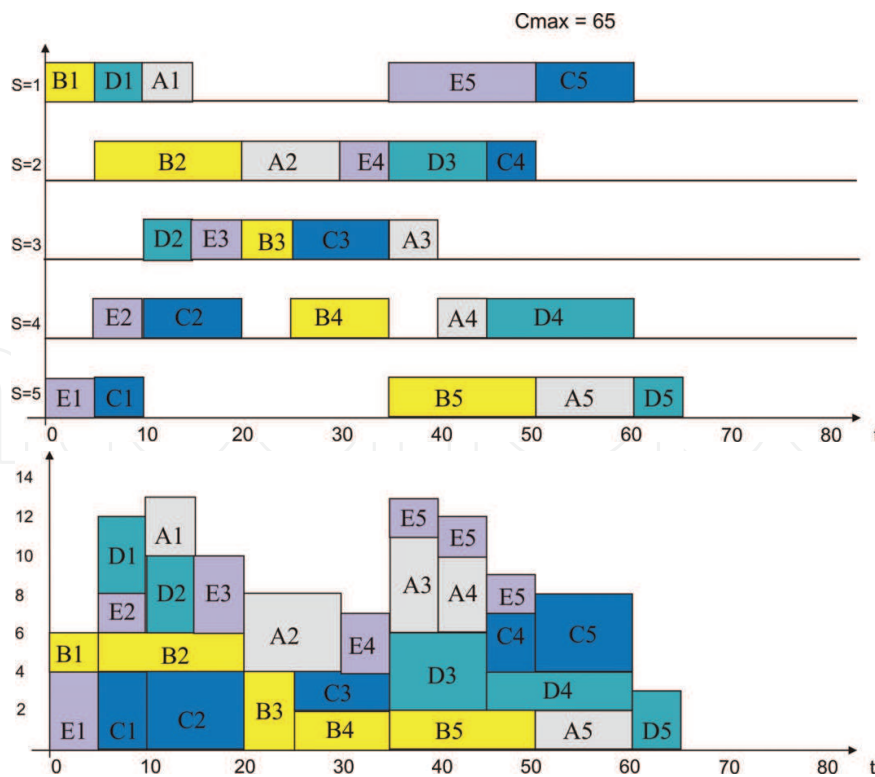 Cmax = 65
S=1 B1 D1 A1 E5 C5
S=2 B2 A2 E4 D3 C4
S=3 D2 E3 B3 C3 A3
S=4 E2 C2 B4 A4 D4
S=5 E1 C1 B5 A5 D5
0 10 20 30 40 50 60 70 80 t
14
12 E5
A1 E5
10 D1 A3
D2 E3 A4
8 E5
E2 A2 C4 C5
6 B1 B2 E4
4 D3 D4
C3
2 E1 C1 C2 B3 B4 B5 A5 D5
0 10 20 30 40 50 60 70 80 t